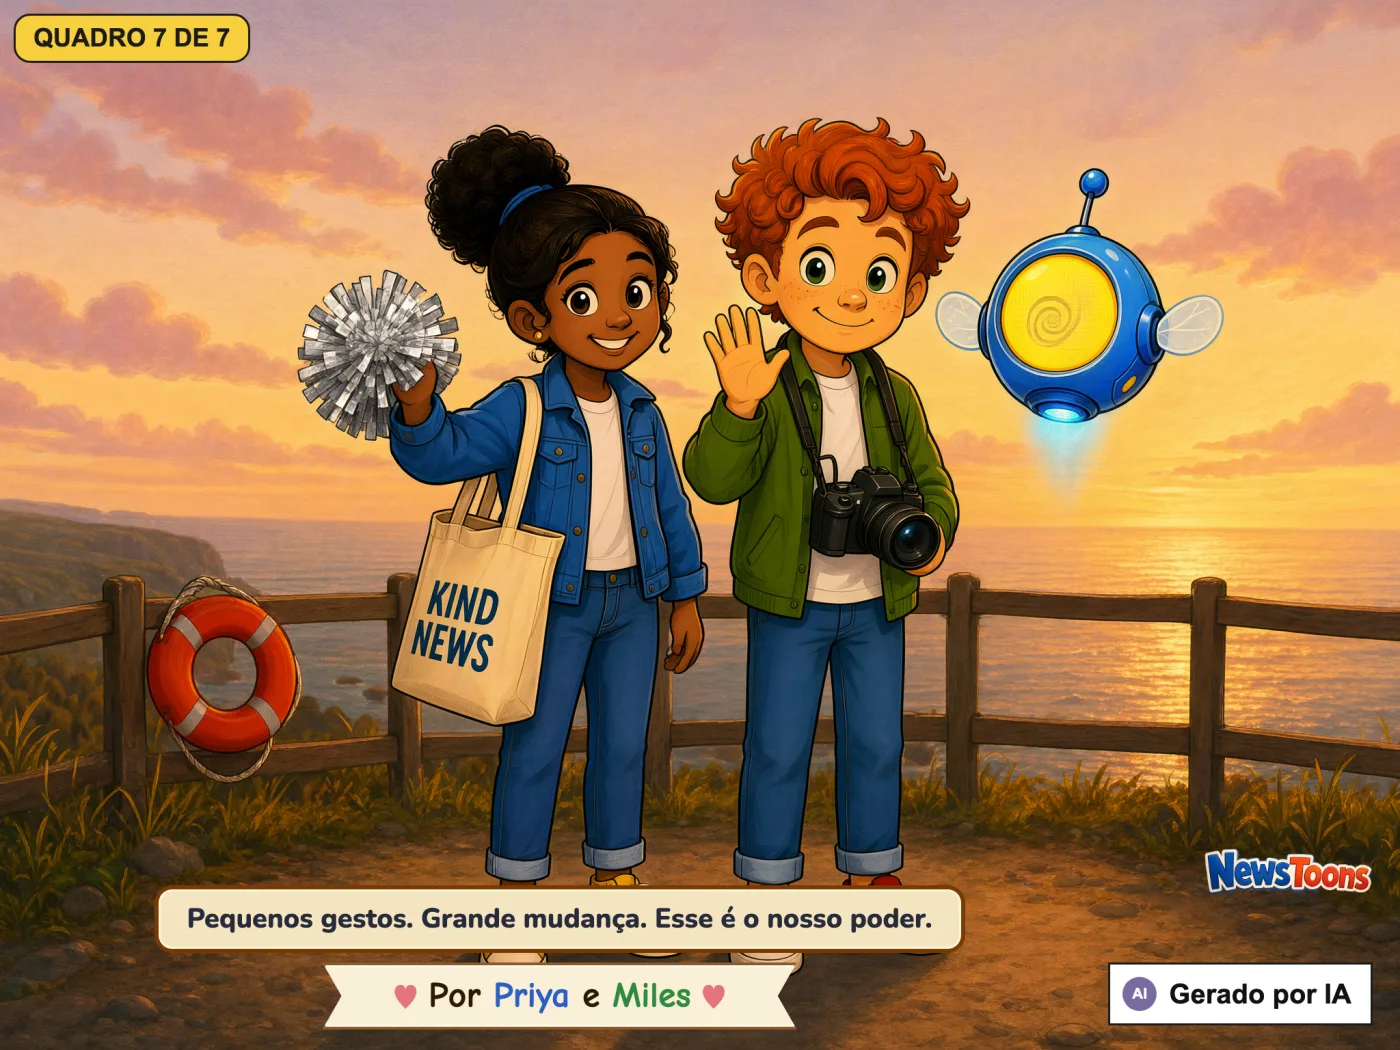 QUADRO 7 DE 7
KIND
NEWS
NewsToons
Pequenos gestos. Grande mudança. Esse é o nosso poder.
Por Priya e Miles
AI Gerado por IA